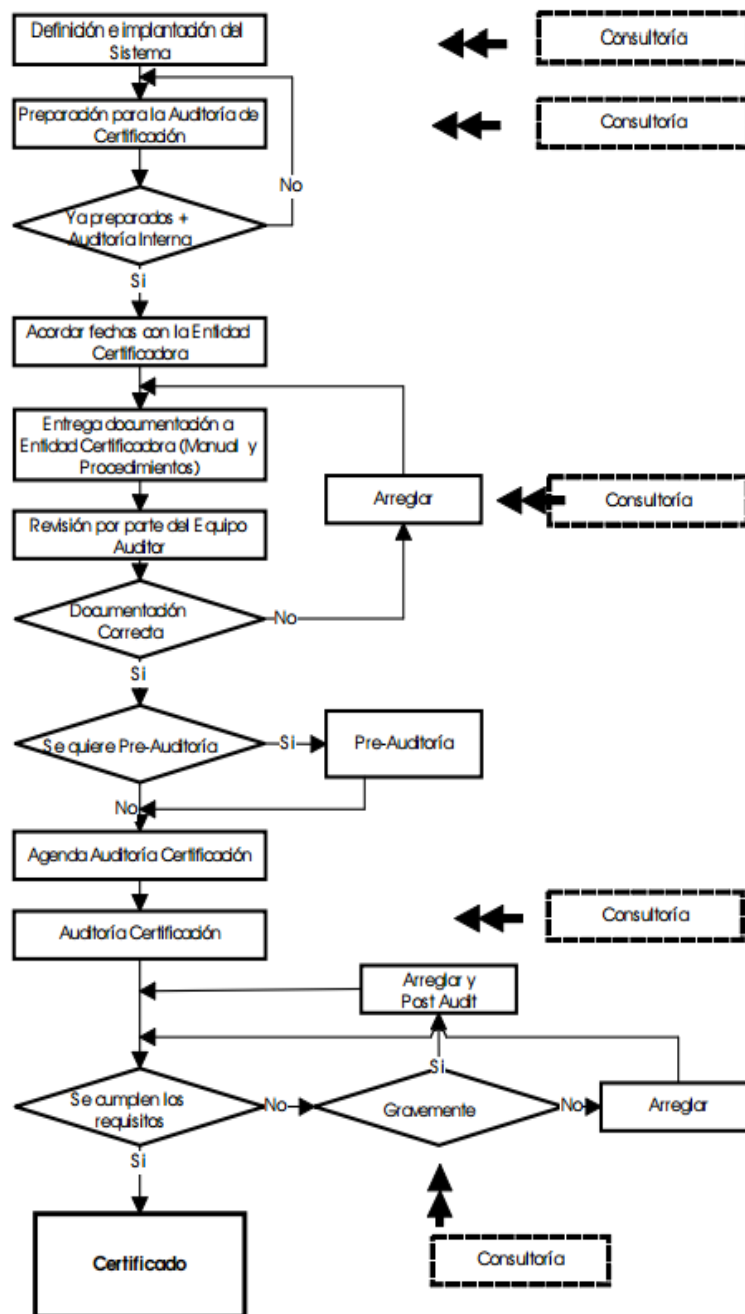 Definición e implantación del
Sistema
Consultoría
Preparación para la Auditoría de
Certificación
Consultoría
No
Ya preparados +
Auditoría Interna
Si
Acordar fechas con la Entidad
Certificadora
Entrega documentación a
Entidad Certificadora (Manual y
Procedimientos)
Arreglar
Consultoría
Revisión por parte del Equipo
Auditor
Documentación
Correcta
No
Si
Se quiere Pre-Auditoría
Si
Pre-Auditoría
No
Agenda Auditoría Certificación
Auditoría Certificación
Consultoría
Arreglar y
Post Audit
Si
Se cumplen los
requisitos
No
Gravemente
No
Arreglar
Si
Certificado
Consultoría